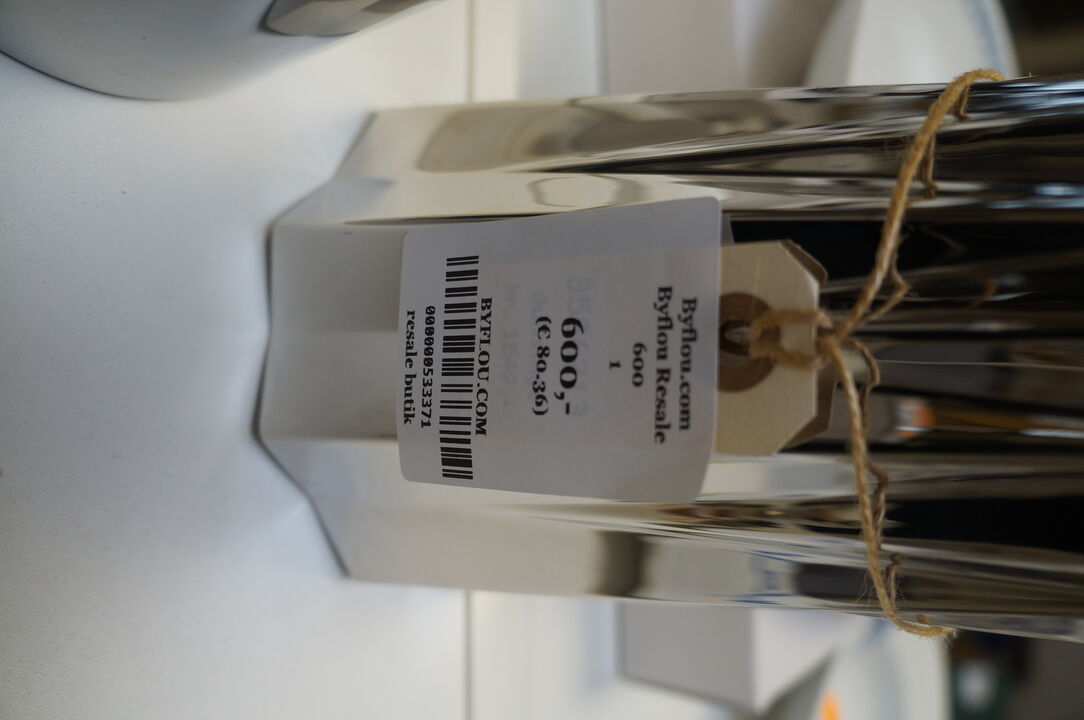 Byflou.com
Byflou Resale
600
1
600,-
(€ 80.36)
BYFLOU.COM
000000533371
resale butik